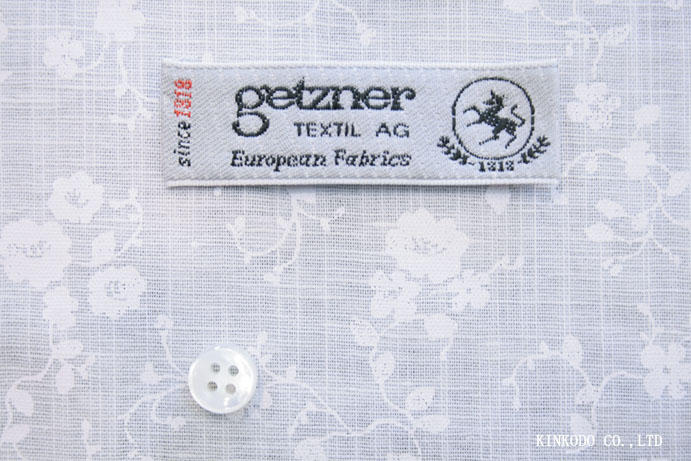 since 1818
getzner
TEXTIL AG
European Fabrics
1818
KINKODO CO.,LTD